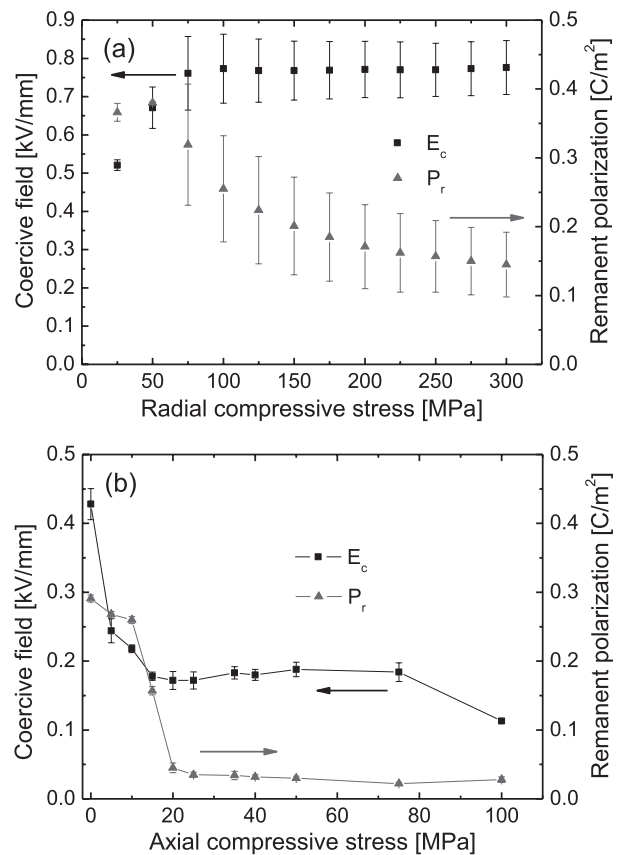 (a)
Coercive field [kV/mm]
0.9
0.8
0.7
0.6
0.5
0.4
0.3
0.2
0.1
0.0
E_c
P_r
0.5
0.4
0.3
0.2
0.1
0.0
Remanent polarization [C/m²]
0 50 100 150 200 250 300
Radial compressive stress [MPa]
(b)
Coercive field [kV/mm]
0.5
0.4
0.3
0.2
0.1
0.0
E_c
P_r
0.5
0.4
0.3
0.2
0.1
0.0
Remanent polarization [C/m²]
0 20 40 60 80 100
Axial compressive stress [MPa]